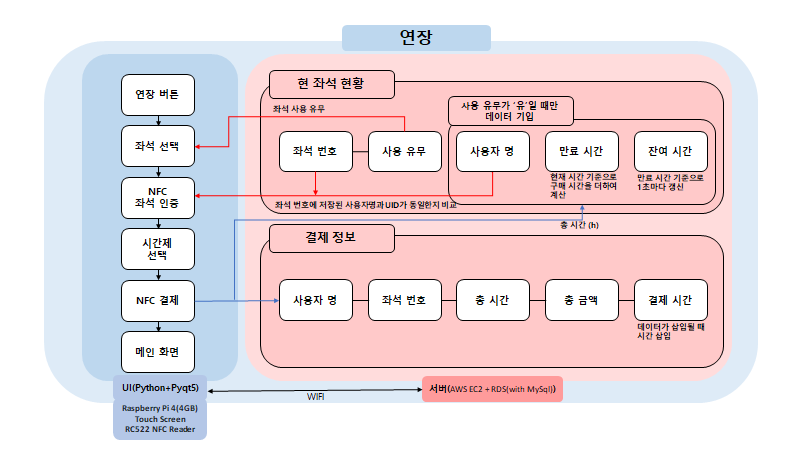 연장
연장 버튼
좌석 선택
NFC
좌석 인증
시간제
선택
NFC 결제
메인 화면
UI(Python+Pyqt5)
Raspberry Pi 4(4GB)
Touch Screen
RC522 NFC Reader
현 좌석 현황
좌석 사용 유무
사용 유무가 ‘유’일 때만
데이터 기입
좌석 번호
사용 유무
사용자 명
만료 시간
잔여 시간
현재 시간 기준으로
구매 시간을 더하여
계산
만료 시간 기준으로
1초마다 갱신
좌석 번호에 저장된 사용자명과 UID가 동일한지 비교
총 시간 (h)
결제 정보
사용자 명
좌석 번호
총 시간
총 금액
결제 시간
데이터가 삽입될 때
시간 삽입
WIFI
서버(AWS EC2 + RDS(with MySql))